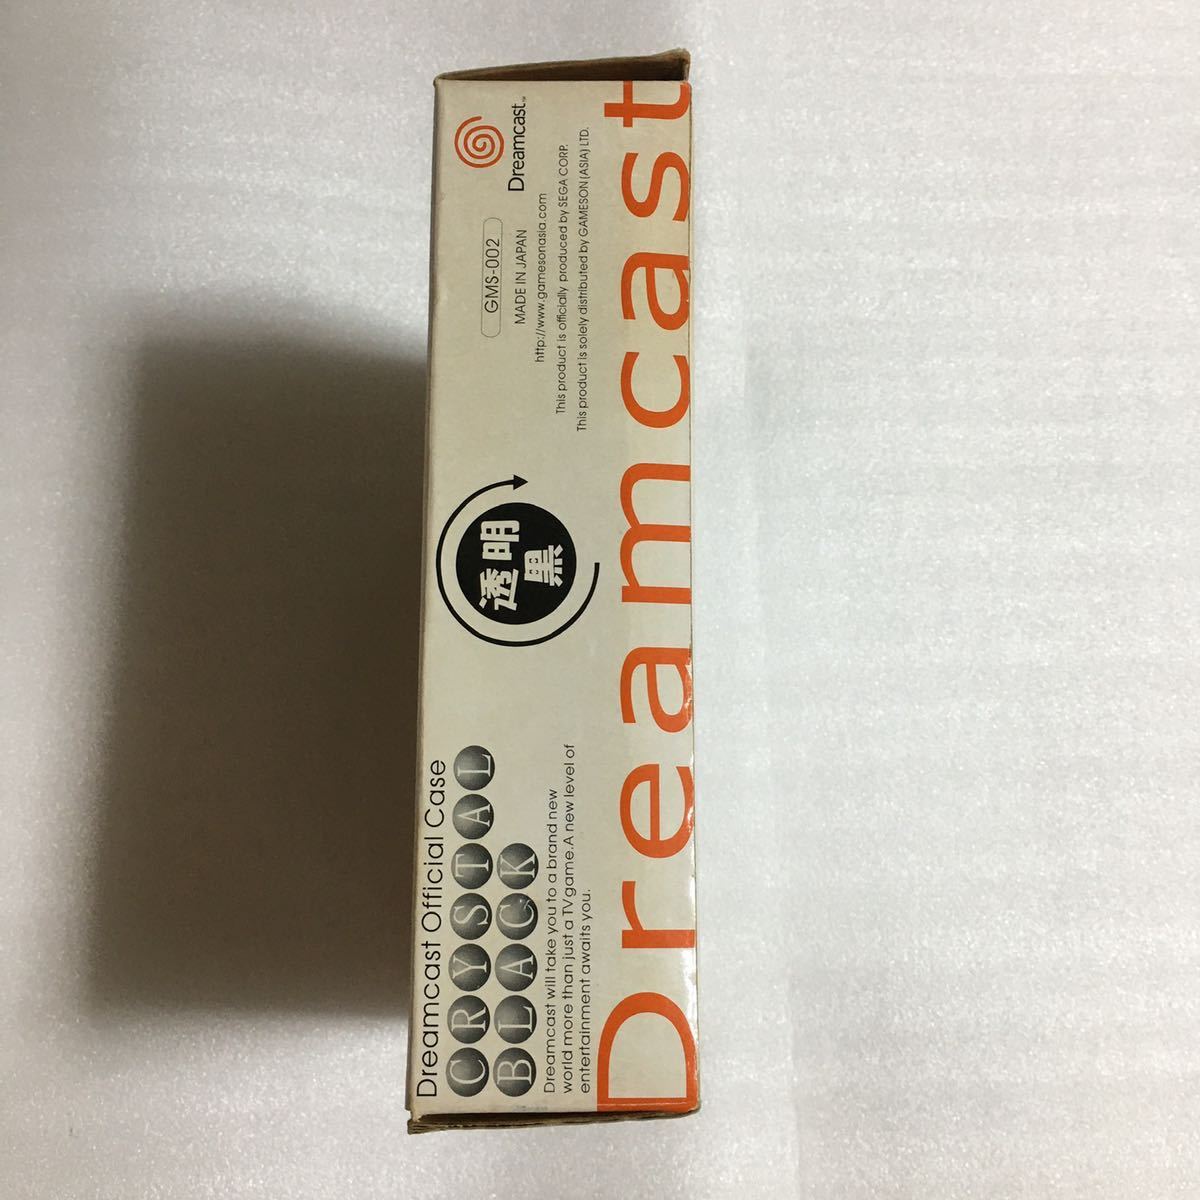 Dreamcast Official Case
CRYSTAL
BLACK
Dreamcast will take you to a brand new
world more than just a TV game.A new level of
entertainment awaits you.
透明
黒
GMS-002
MADE IN JAPAN
http://www.gamesonasia.com
This product is officially produced by SEGA CORP.
This product is solely distributed by GAMESON (ASIA) LTD.
Dreamcast™
Dreamcast